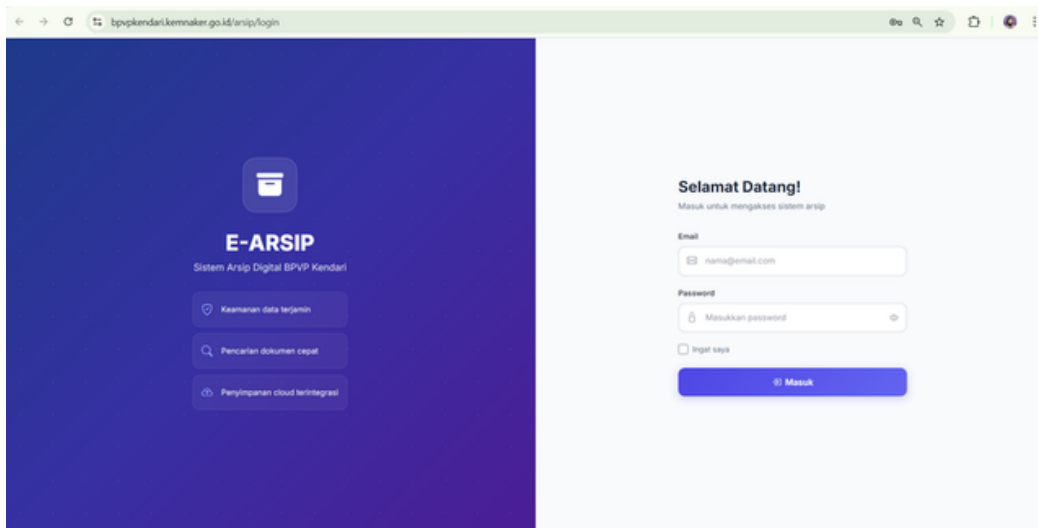 bpvpkendari.kemnaker.go.id/arsip/login
E-ARSIP
Sistem Arsip Digital BPVP Kendari
Keamanan data terjamin
Pencarian dokumen cepat
Penyimpanan cloud terintegrasi
Selamat Datang!
Masuk untuk mengakses sistem arsip
Email
nama@email.com
Password
Masukkan password
Ingat saya
Masuk